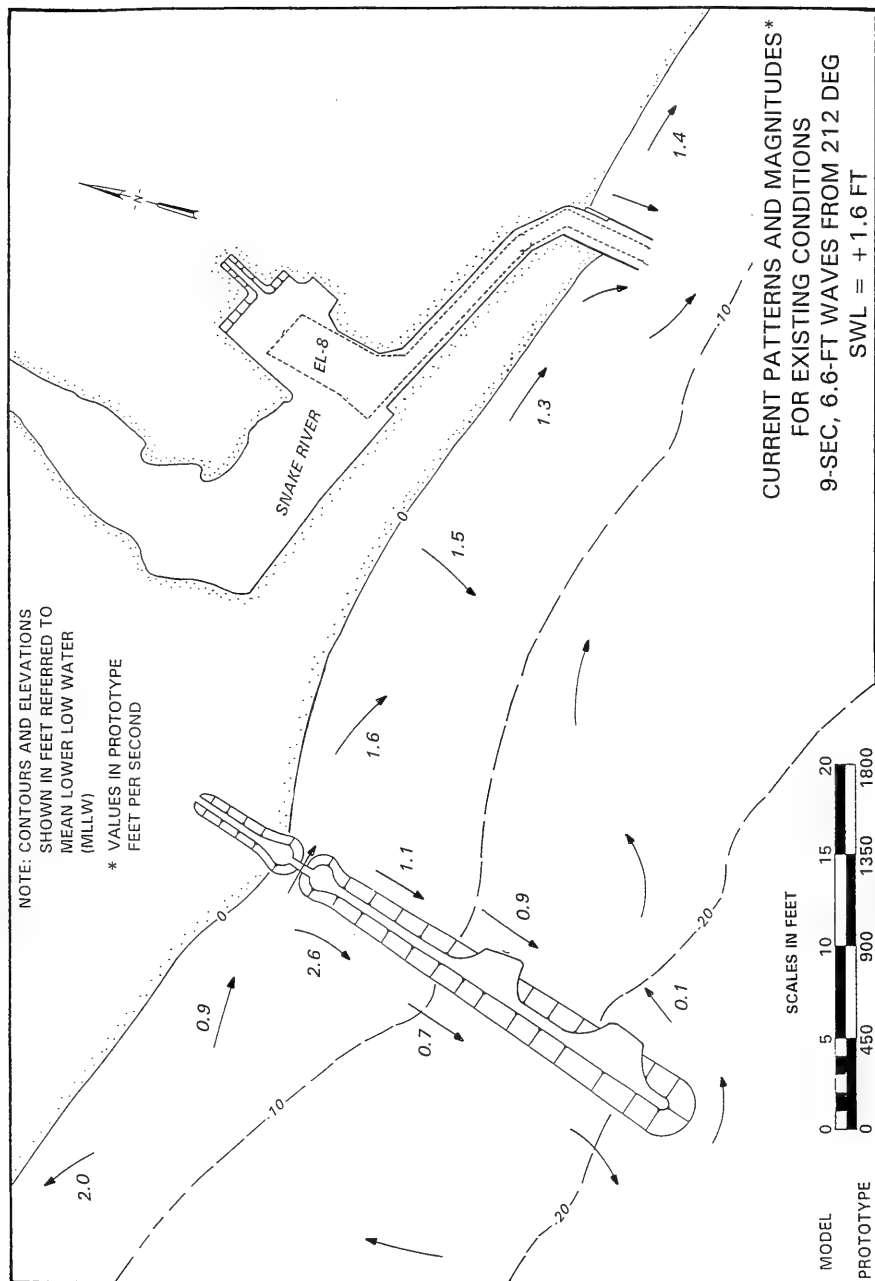 NOTE: CONTOURS AND ELEVATIONS
SHOWN IN FEET REFERRED TO
MEAN LOWER LOW WATER
(MLLW)
* VALUES IN PROTOTYPE
FEET PER SECOND
-N-
SNAKE RIVER
EL-8
0
0
2.0
0.9
2.6
1.6
1.5
1.3
1.4
1.1
0.9
0.7
0.1
-10
-10
-20
-20
CURRENT PATTERNS AND MAGNITUDES*
FOR EXISTING CONDITIONS
9-SEC, 6.6-FT WAVES FROM 212 DEG
SWL = +1.6 FT
SCALES IN FEET
MODEL 0 5 10 15 20
PROTOTYPE 0 450 900 1350 1800